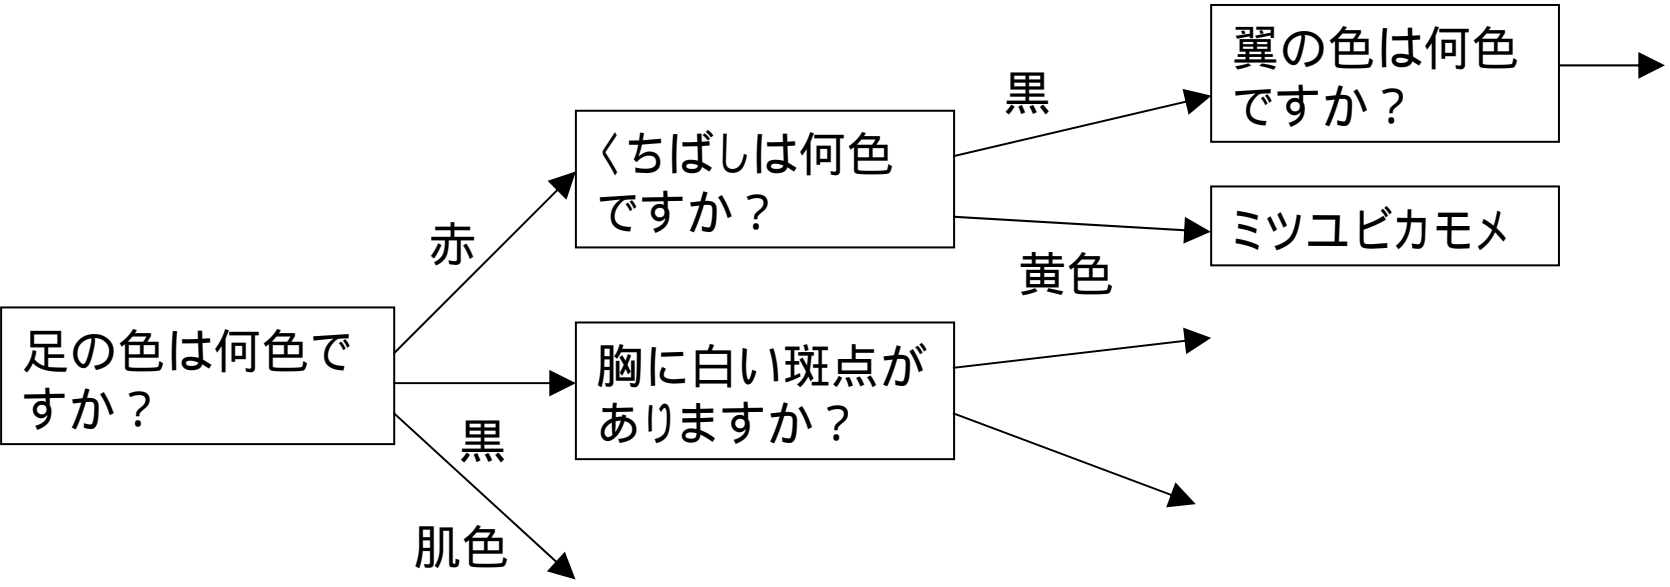 足の色は何色で
すか？
赤
黒
肌色
くちばしは何色
ですか？
胸に白い斑点が
ありますか？
黒
黄色
翼の色は何色
ですか？
ミツユビカモメ